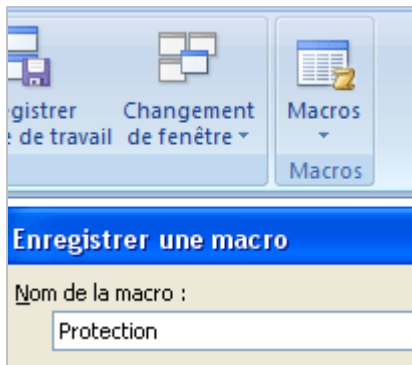 gistrer
de travail
Changement
de fenêtre
Macros
Macros
Enregistrer une macro
Nom de la macro :
Protection